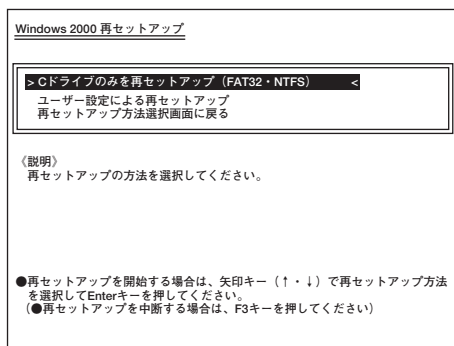 Windows 2000 再セットアップ
> Cドライブのみを再セットアップ（FAT32・NTFS） <
ユーザー設定による再セットアップ
再セットアップ方法選択画面に戻る
《説明》
再セットアップの方法を選択してください。
●再セットアップを開始する場合は、矢印キー（↑・↓）で再セットアップ方法
を選択してEnterキーを押してください。
（●再セットアップを中断する場合は、F3キーを押してください）